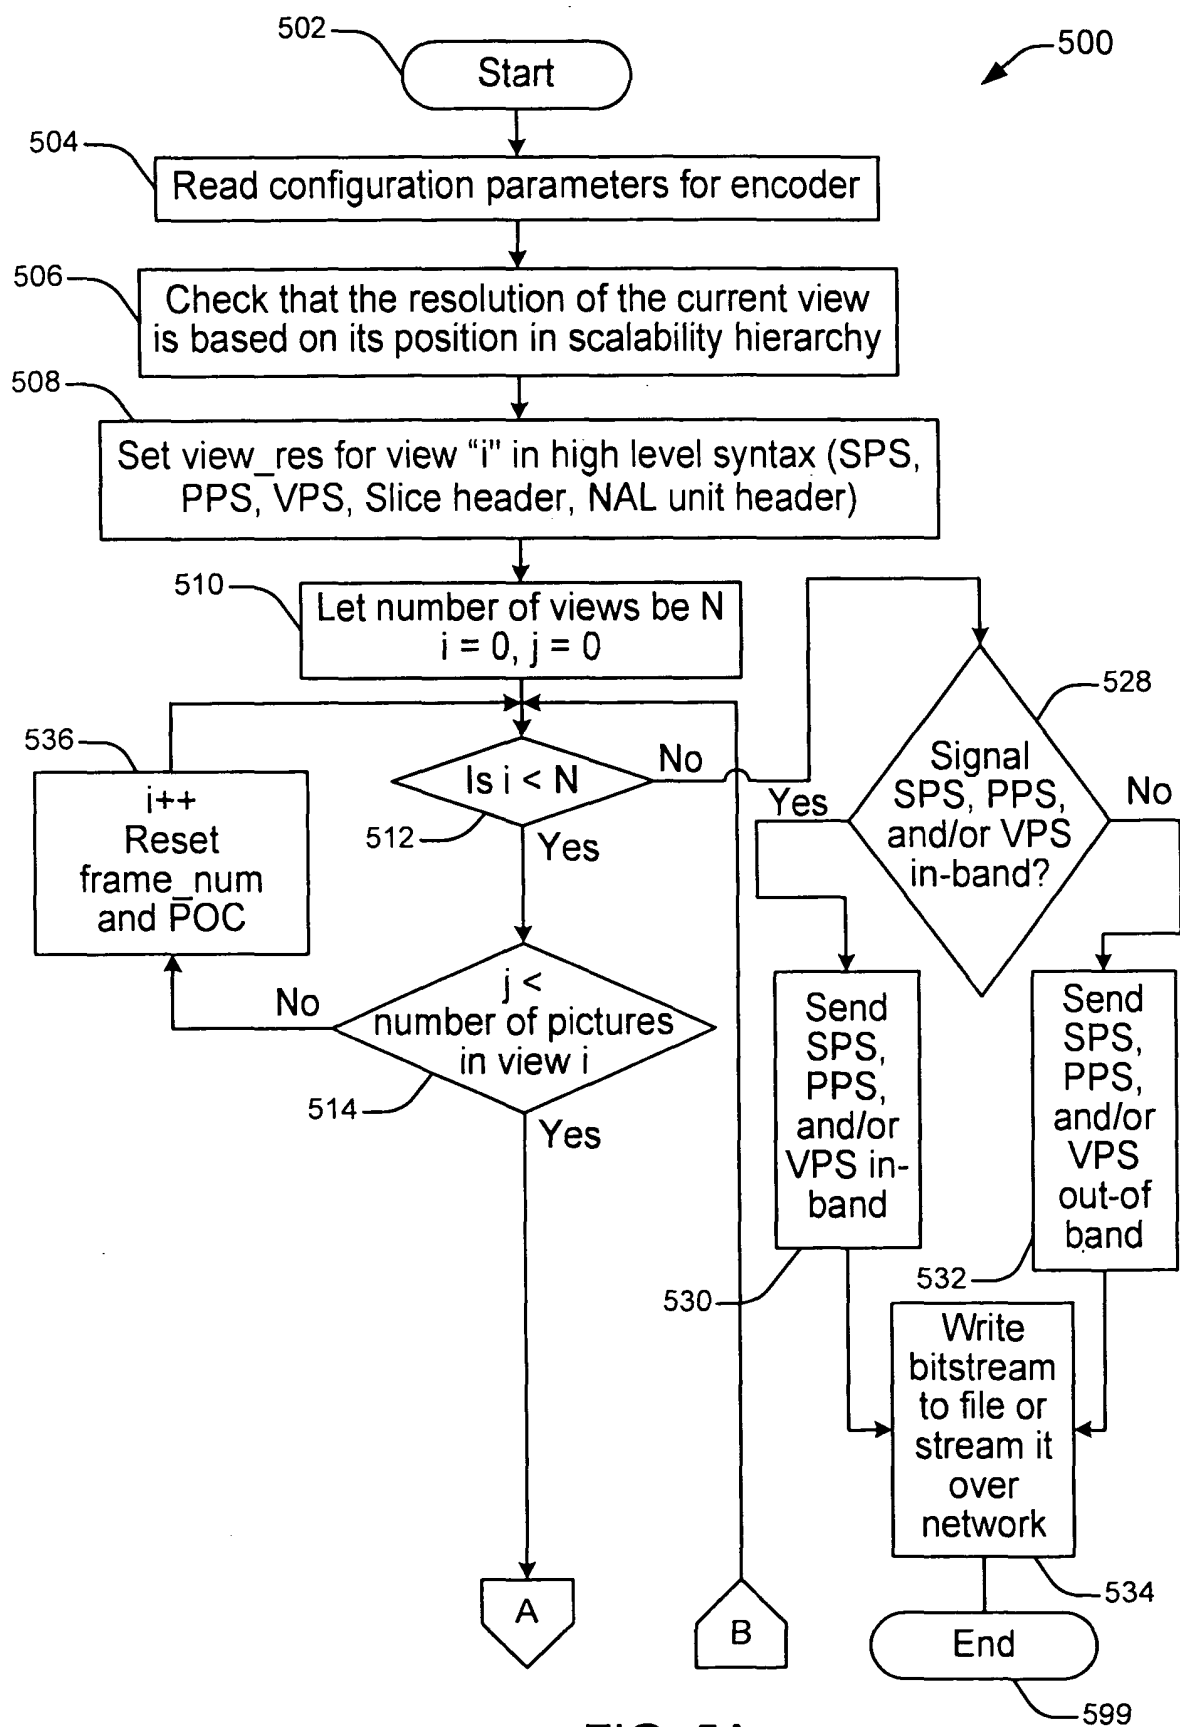 502
Start
500
504
Read configuration parameters for encoder
506
Check that the resolution of the current view
is based on its position in scalability hierarchy
508
Set view_res for view “i" in high level syntax (SPS,
PPS, VPS, Slice header, NAL unit header)
510
Let number of views be N
i = 0, j = 0
536
i++
Reset
frame_num
and POC
Is i < N
512
No
Yes
j <
number of pictures
in view i
514
No
Yes
528
Signal
SPS, PPS,
and/or VPS
in-band?
Yes
No
Send
SPS,
PPS,
and/or
VPS in-
band
530
Send
SPS,
PPS,
and/or
VPS
out-of
band
532
Write
bitstream
to file or
stream it
over
network
534
A
B
End
599